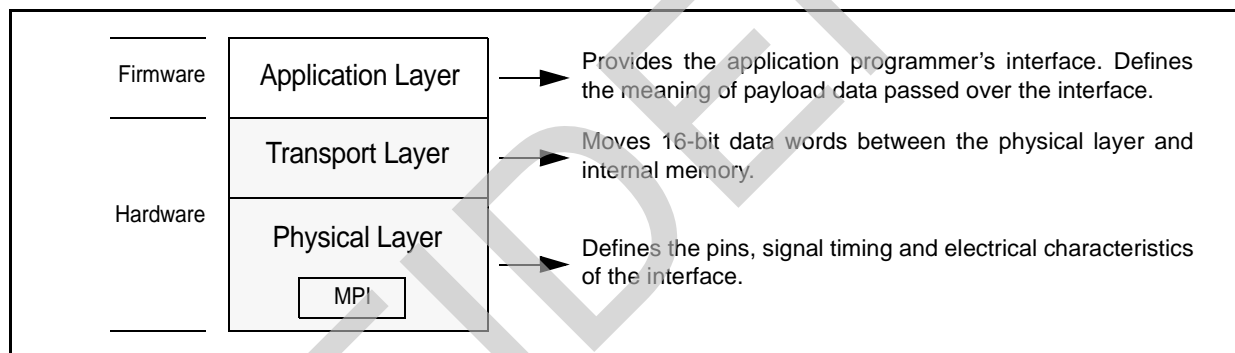 Firmware
Application Layer
Provides the application programmer's interface. Defines
the meaning of payload data passed over the interface.
Transport Layer
Moves 16-bit data words between the physical layer and
internal memory.
Hardware
Physical Layer
MPI
Defines the pins, signal timing and electrical characteristics
of the interface.